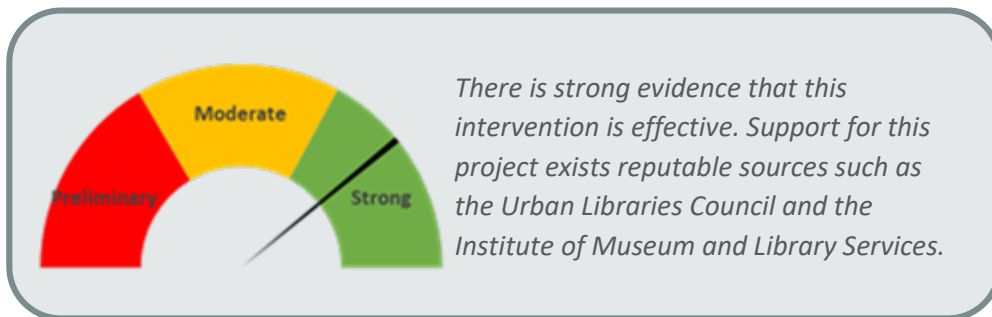 Moderate
Preliminary
Strong
There is strong evidence that this
intervention is effective. Support for this
project exists reputable sources such as
the Urban Libraries Council and the
Institute of Museum and Library Services.